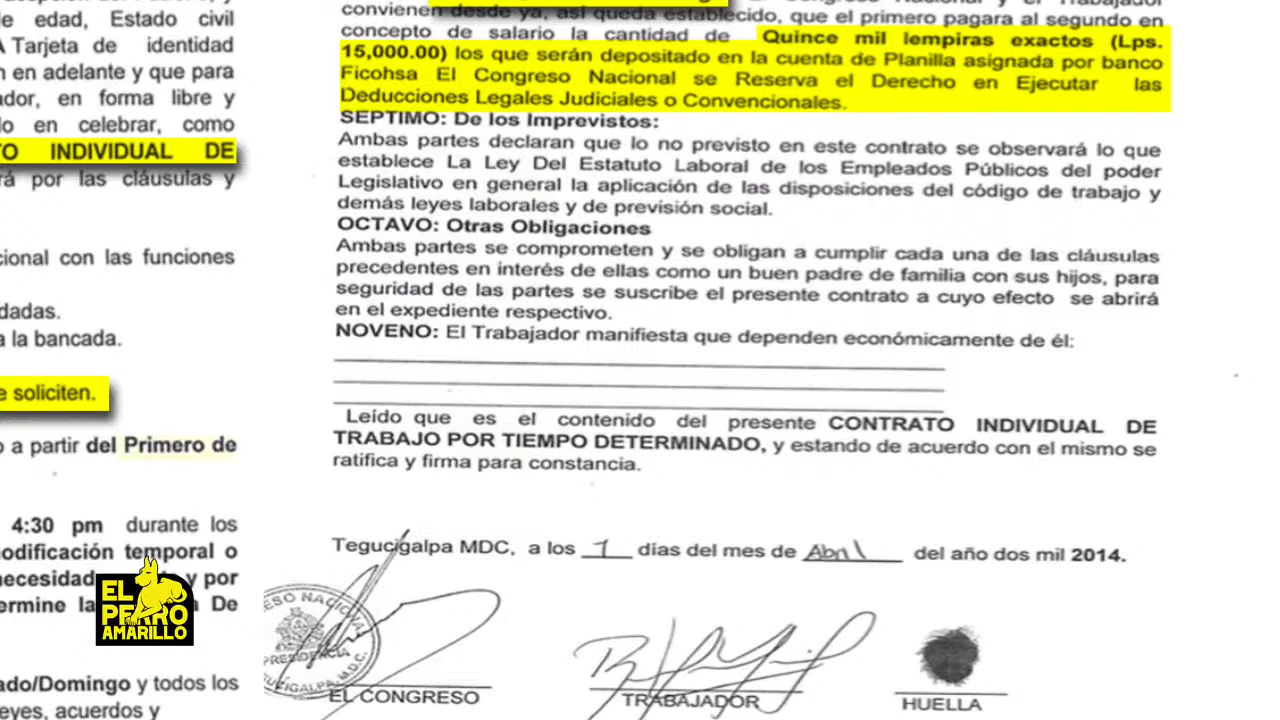 de edad, Estado civil
Tarjeta de identidad
en adelante y que para
en forma libre y
en celebrar, como
INDIVIDUAL DE
por las cláusulas y
con las funciones
a la bancada.
soliciten.
a partir del Primero de
4:30 pm durante los
modificación temporal o
necesidad y por
la De
y todos los
acuerdos y
convienen desde ya, así queda establecido, que el primero pagara al segundo en
concepto de salario la cantidad de Quince mil lempiras exactos (Lps.
15,000.00) los que serán depositado en la cuenta de Planilla asignada por banco
Ficohsa El Congreso Nacional se Reserva el Derecho en Ejecutar las
Deducciones Legales Judiciales o Convencionales.
SEPTIMO: De los Imprevistos:
Ambas partes declaran que lo no previsto en este contrato se observará lo que
establece La Ley Del Estatuto Laboral de los Empleados Públicos del poder
Legislativo en general la aplicación de las disposiciones del código de trabajo y
demás leyes laborales y de previsión social.
OCTAVO: Otras Obligaciones
Ambas partes se comprometen y se obligan a cumplir cada una de las cláusulas
precedentes en interés de ellas como un buen padre de familia con sus hijos, para
seguridad de las partes se suscribe el presente contrato a cuyo efecto se abrirá
en el expediente respectivo.
NOVENO: El Trabajador manifiesta que dependen económicamente de él:
Leído que es el contenido del presente CONTRATO INDIVIDUAL DE
TRABAJO POR TIEMPO DETERMINADO, y estando de acuerdo con el mismo se
ratifica y firma para constancia.
Tegucigalpa MDC, a los 1 días del mes de Abril del año dos mil 2014.
PRESIDENCIA
EL CONGRESO
TRABAJADOR
HUELLA
EL
PERRO
AMARILLO